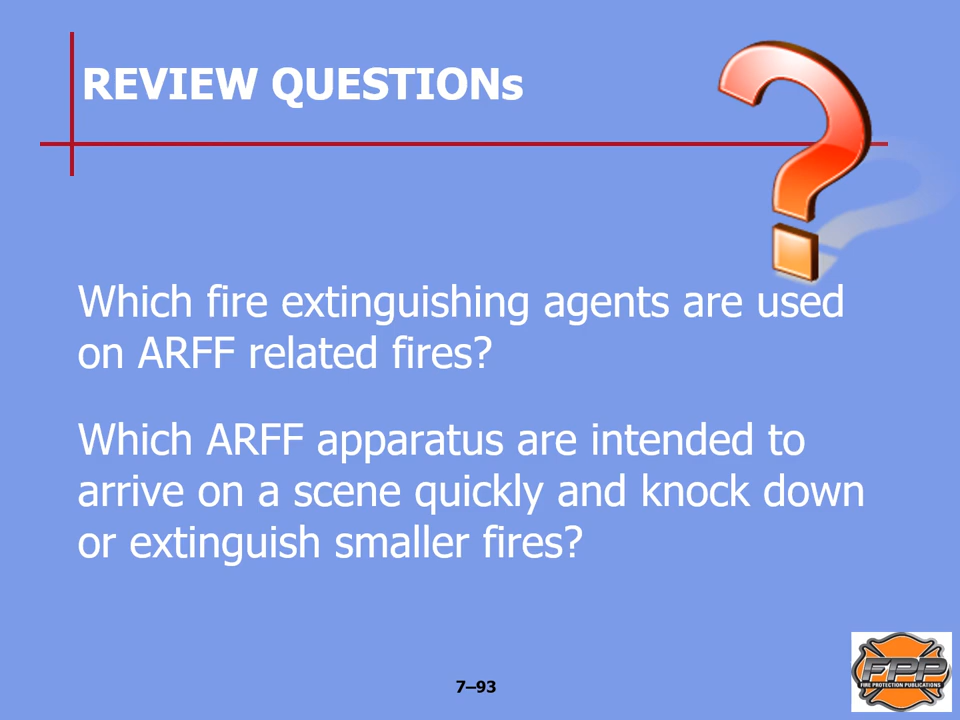 REVIEW QUESTIONs
Which fire extinguishing agents are used
on ARFF related fires?
Which ARFF apparatus are intended to
arrive on a scene quickly and knock down
or extinguish smaller fires?
7–93
FPP
FIRE PROTECTION PUBLICATIONS